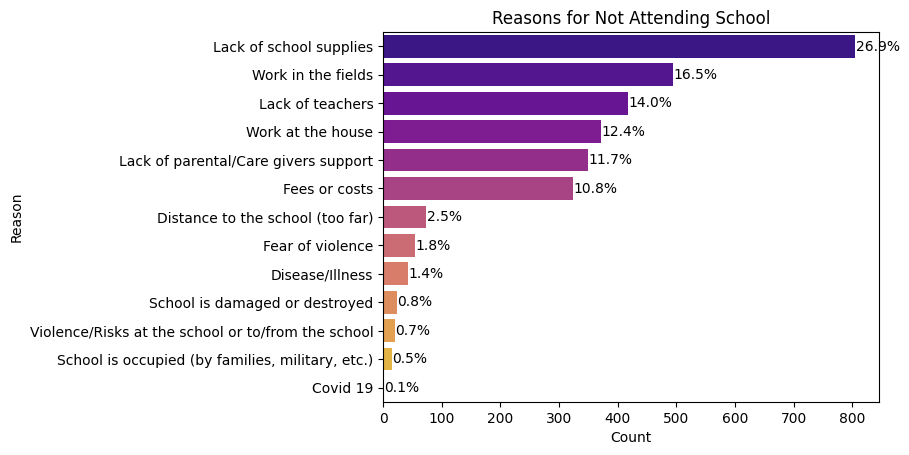 Reasons for Not Attending School
Reason
Lack of school supplies 26.9%
Work in the fields 16.5%
Lack of teachers 14.0%
Work at the house 12.4%
Lack of parental/Care givers support 11.7%
Fees or costs 10.8%
Distance to the school (too far) 2.5%
Fear of violence 1.8%
Disease/Illness 1.4%
School is damaged or destroyed 0.8%
Violence/Risks at the school or to/from the school 0.7%
School is occupied (by families, military, etc.) 0.5%
Covid 19 0.1%
0 100 200 300 400 500 600 700 800
Count